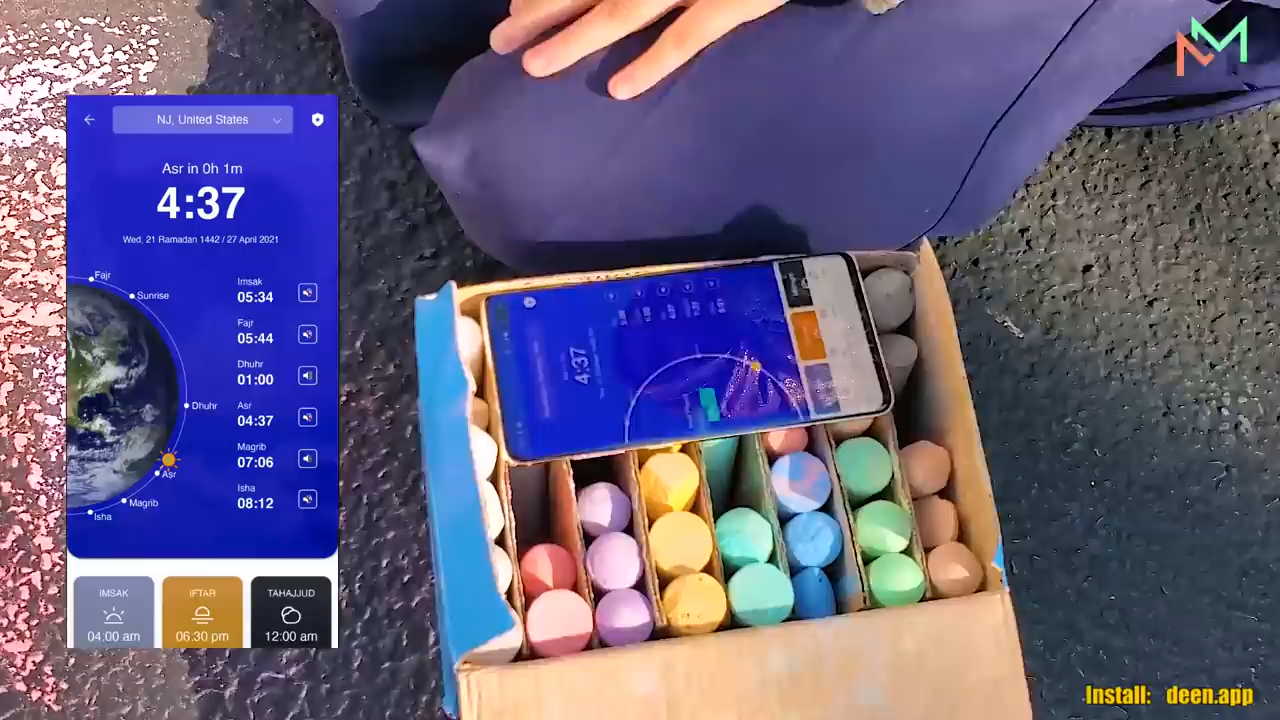 NJ, United States
Asr in 0h 1m
4:37
Wed, 21 Ramadan 1442 / 27 April 2021
Fajr
Sunrise
Dhuhr
Asr
Magrib
Isha
Imsak
05:34
Fajr
05:44
Dhuhr
01:00
Asr
04:37
Magrib
07:06
Isha
08:12
IMSAK
04:00 am
IFTAR
06:30 pm
TAHAJJUD
12:00 am
4:37
M
Install: deen.app